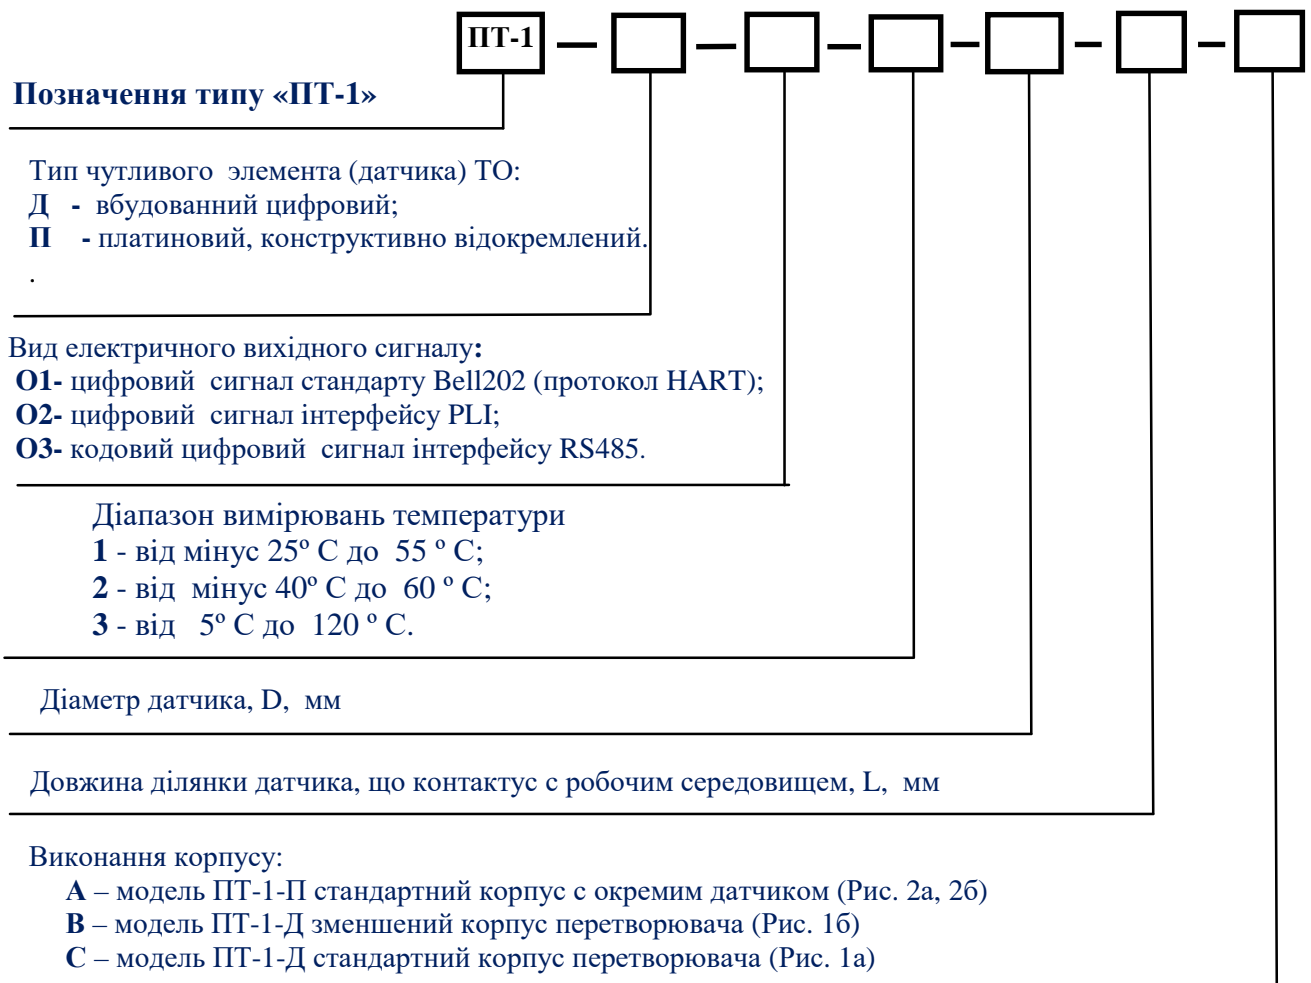 ПТ-1
Позначення типу «ПТ-1»
Тип чутливого элемента (датчика) ТО:
Д - вбудованний цифровий;
П - платиновий, конструктивно відокремлений.
.
Вид електричного вихідного сигналу:
О1- цифровий сигнал стандарту Bell202 (протокол HART);
О2- цифровий сигнал інтерфейсу PLI;
О3- кодовий цифровий сигнал інтерфейсу RS485.
Діапазон вимірювань температури
1 - від мінус 25º С до 55 º С;
2 - від мінус 40º С до 60 º С;
3 - від 5º С до 120 º С.
Діаметр датчика, D, мм
Довжина ділянки датчика, що контактус с робочим середовищем, L, мм
Виконання корпусу:
А – модель ПТ-1-П стандартний корпус с окремим датчиком (Рис. 2а, 2б)
В – модель ПТ-1-Д зменшений корпус перетворювача (Рис. 1б)
С – модель ПТ-1-Д стандартний корпус перетворювача (Рис. 1а)